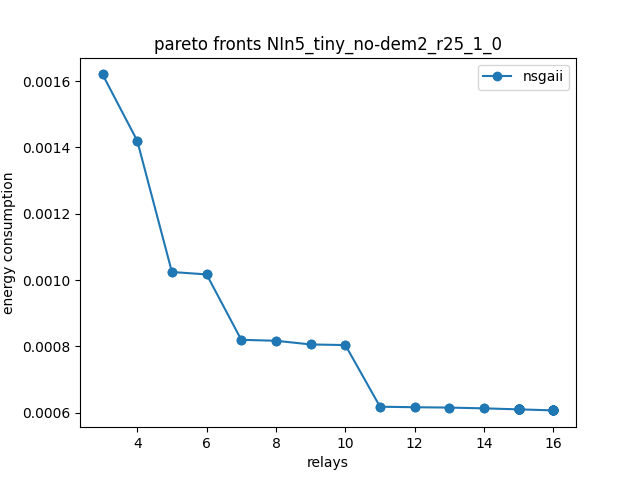 pareto fronts NIn5_tiny_no-dem2_r25_1_0
nsgaii
energy consumption
0.0016
0.0014
0.0012
0.0010
0.0008
0.0006
4 6 8 10 12 14 16
relays